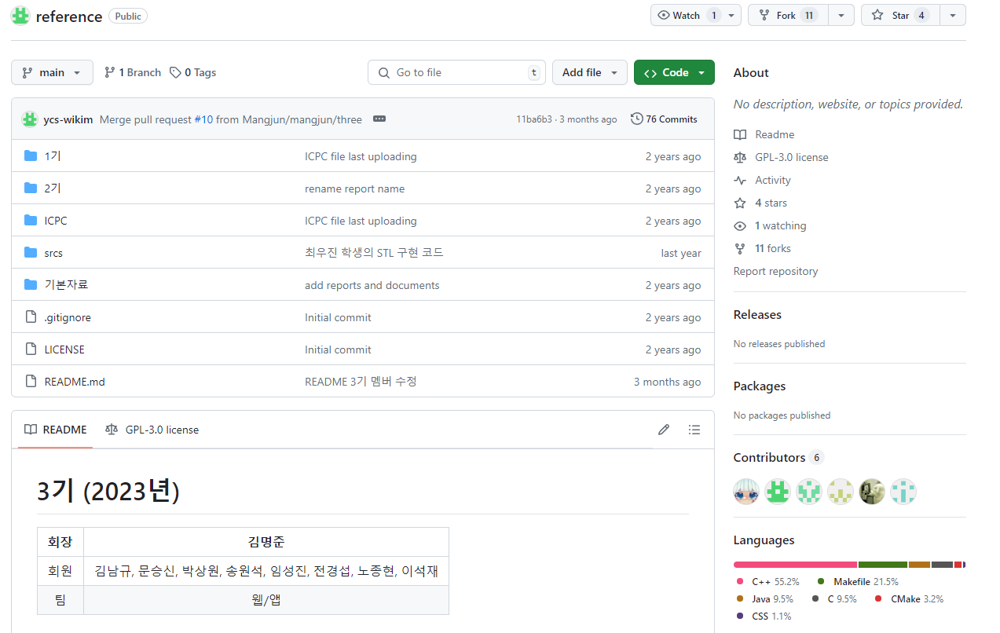 reference Public Watch 1 Fork 11 Star 4
main 1 Branch 0 Tags Go to file t Add file Code
ycs-wikim Merge pull request #10 from Mangjun/mangjun/three 11ba6b3 · 3 months ago 76 Commits
1기 ICPC file last uploading 2 years ago
2기 rename report name 2 years ago
ICPC ICPC file last uploading 2 years ago
srcs 최우진 학생의 STL 구현 코드 last year
기본자료 add reports and documents 2 years ago
.gitignore Initial commit 2 years ago
LICENSE Initial commit 2 years ago
README.md README 3기 멤버 수정 3 months ago
README GPL-3.0 license
3기 (2023년)
회장 김명준
회원 김남규, 문승신, 박상원, 송원석, 임성진, 전경섭, 노종현, 이석재
팀 웹/앱
About
No description, website, or topics provided.
Readme
GPL-3.0 license
Activity
4 stars
1 watching
11 forks
Report repository
Releases
No releases published
Packages
No packages published
Contributors 6
Languages
C++ 55.2% Makefile 21.5%
Java 9.5% C 9.5% CMake 3.2%
CSS 1.1%